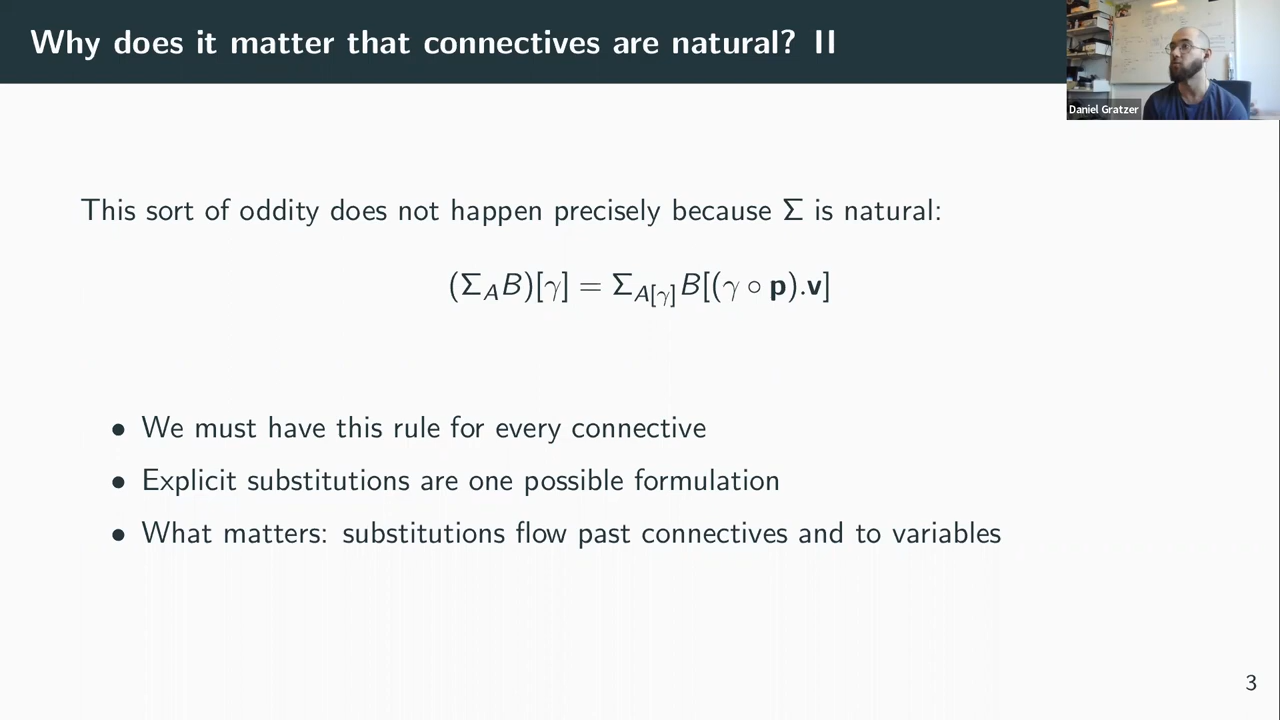 Why does it matter that connectives are natural? II
Daniel Gratzer
This sort of oddity does not happen precisely because Σ is natural:
(Σ_A B)[γ] = Σ_{A[γ]} B[(γ ∘ p).v]
• We must have this rule for every connective
• Explicit substitutions are one possible formulation
• What matters: substitutions flow past connectives and to variables
3